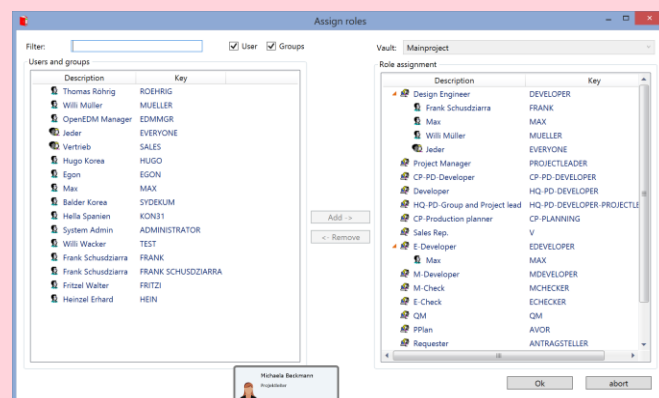 Assign roles
Filter:
User
Groups
Vault:
Mainproject
Users and groups
Description Key
Thomas Röhrig ROEHRIG
Willi Müller MUELLER
OpenEDM Manager EDMMGR
Jeder EVERYONE
Vertrieb SALES
Hugo Korea HUGO
Egon EGON
Max MAX
Balder Korea SYDEKUM
Hella Spanien KON31
System Admin ADMINISTRATOR
Willi Wacker TEST
Frank Schusdziarra FRANK
Frank Schusdziarra FRANK SCHUSDZIARRA
Fritzel Walter FRITZI
Heinzel Erhard HEIN
Add ->
<- Remove
Role assignment
Description Key
Design Engineer DEVELOPER
Frank Schusdziarra FRANK
Max MAX
Willi Müller MUELLER
Jeder EVERYONE
Project Manager PROJECTLEADER
CP-PD-Developer CP-PD-DEVELOPER
Developer HQ-PD-DEVELOPER
HQ-PD-Group and Project lead HQ-PD-DEVELOPER-PROJECTLE
CP-Production planner CP-PLANNING
Sales Rep. V
E-Developer EDEVELOPER
Max MAX
M-Developer MDEVELOPER
M-Check MCHECKER
E-Check ECHECKER
QM QM
PPlan AVOR
Requester ANTRAGSTELLER
Michaela Beckmann
Projektleiter
Ok
abort